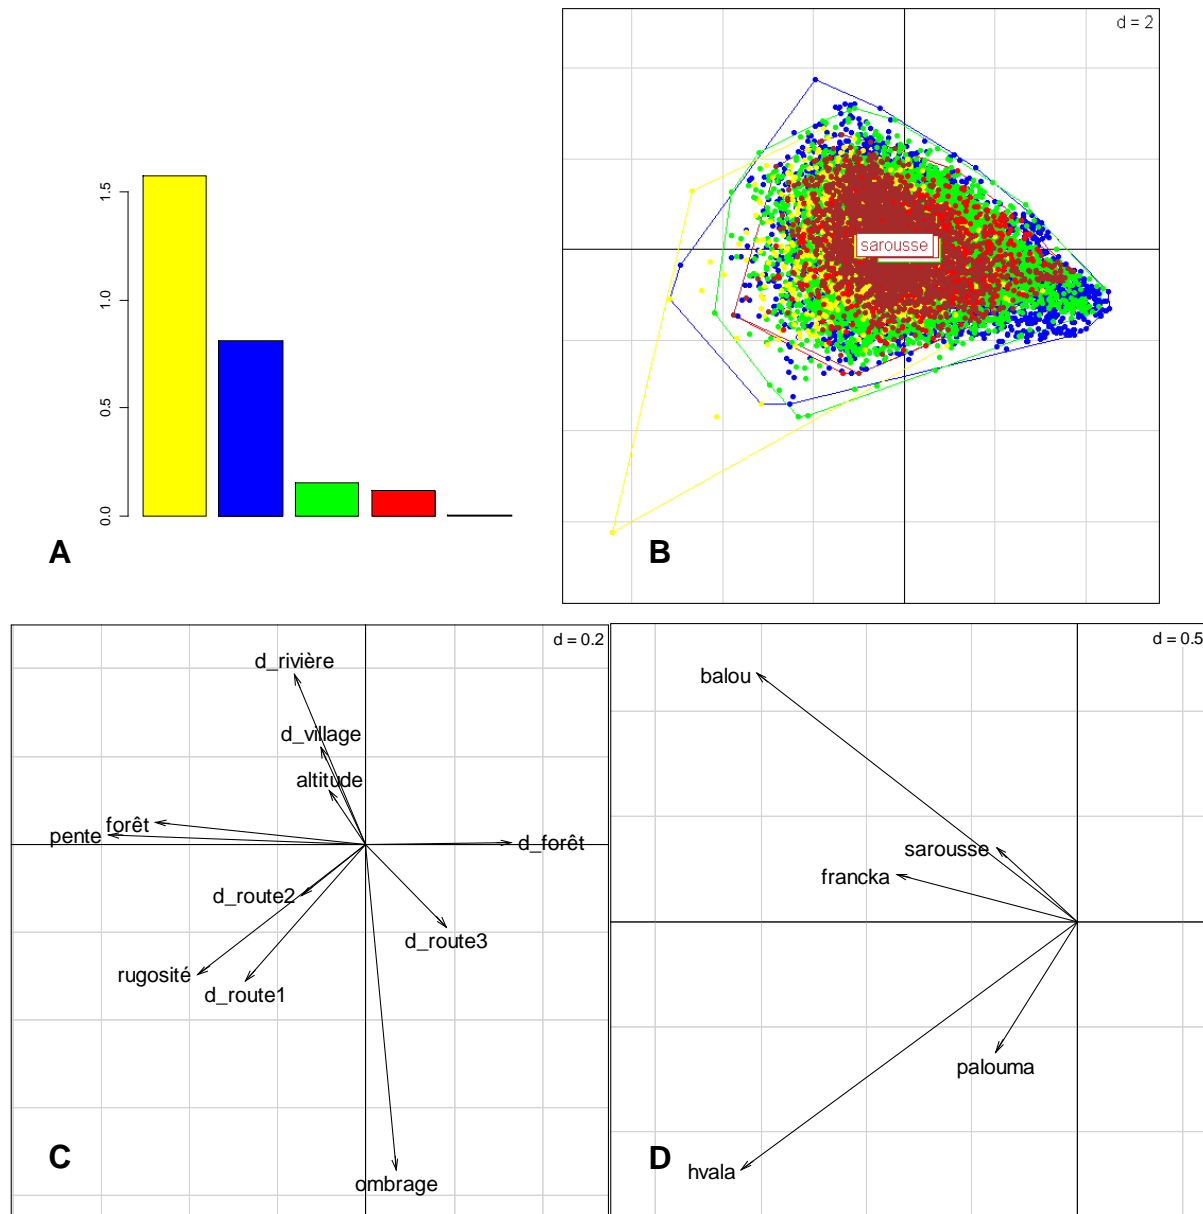 1.5
1.0
0.5
0.0
A
d = 2
sarousse
B
d = 0.2
d_rivière
d_village
altitude
forêt
pente
d_forêt
d_route2
d_route3
rugosité
d_route1
ombrage
C
d = 0.5
balou
sarousse
francka
palouma
hvala
D